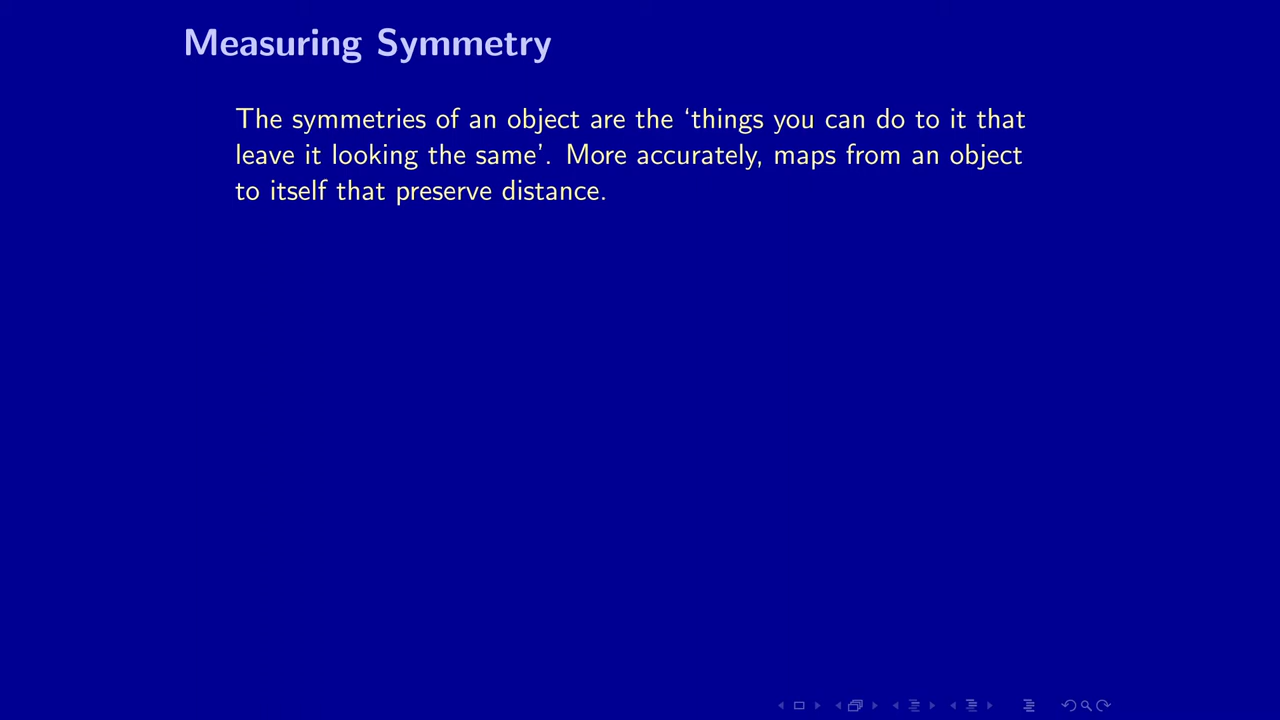 Measuring Symmetry
The symmetries of an object are the ‘things you can do to it that
leave it looking the same’. More accurately, maps from an object
to itself that preserve distance.